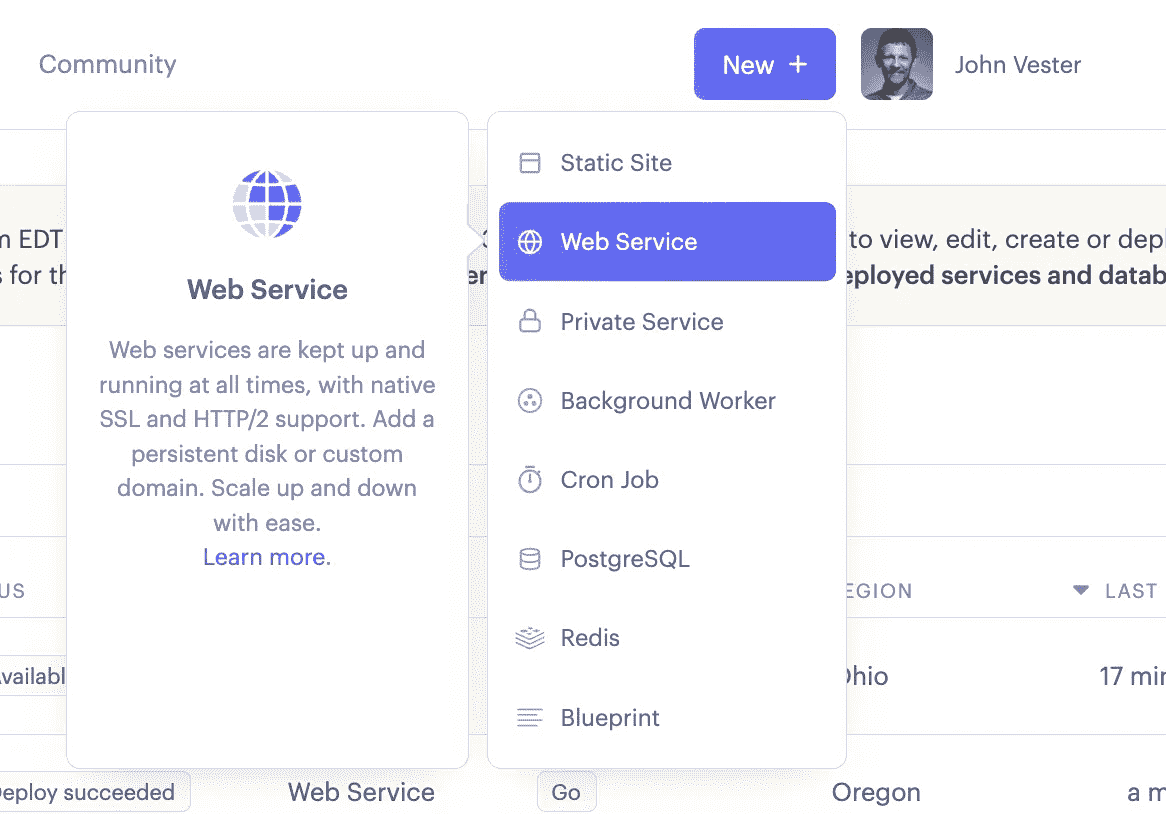 Community
New +
John Vester
Web Service
Web services are kept up and
running at all times, with native
SSL and HTTP/2 support. Add a
persistent disk or custom
domain. Scale up and down
with ease.
Learn more.
Static Site
Web Service
Private Service
Background Worker
Cron Job
PostgreSQL
Redis
Blueprint
EDT
to view, edit, create or depl
s for th
eployed services and datab
US
EGION
LAST
vailabl
Ohio
17 min
eploy succeeded
Web Service
Go
Oregon
a m